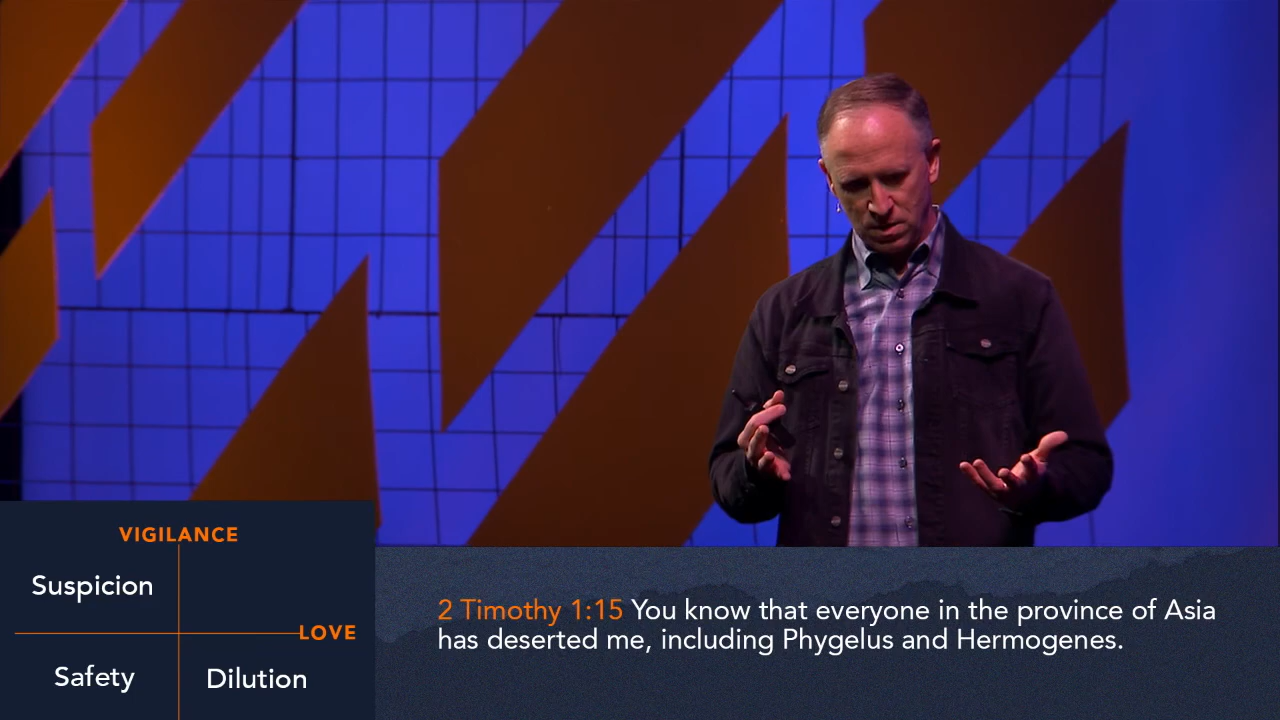 VIGILANCE
Suspicion
LOVE
Safety
Dilution
2 Timothy 1:15 You know that everyone in the province of Asia
has deserted me, including Phygelus and Hermogenes.